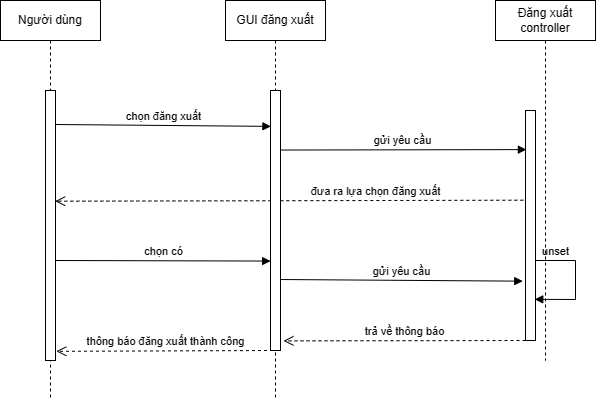 Người dùng
GUI đăng xuất
Đăng xuất
controller
chọn đăng xuất
gửi yêu cầu
đưa ra lựa chọn đăng xuất
chọn có
unset
gửi yêu cầu
trả về thông báo
thông báo đăng xuất thành công